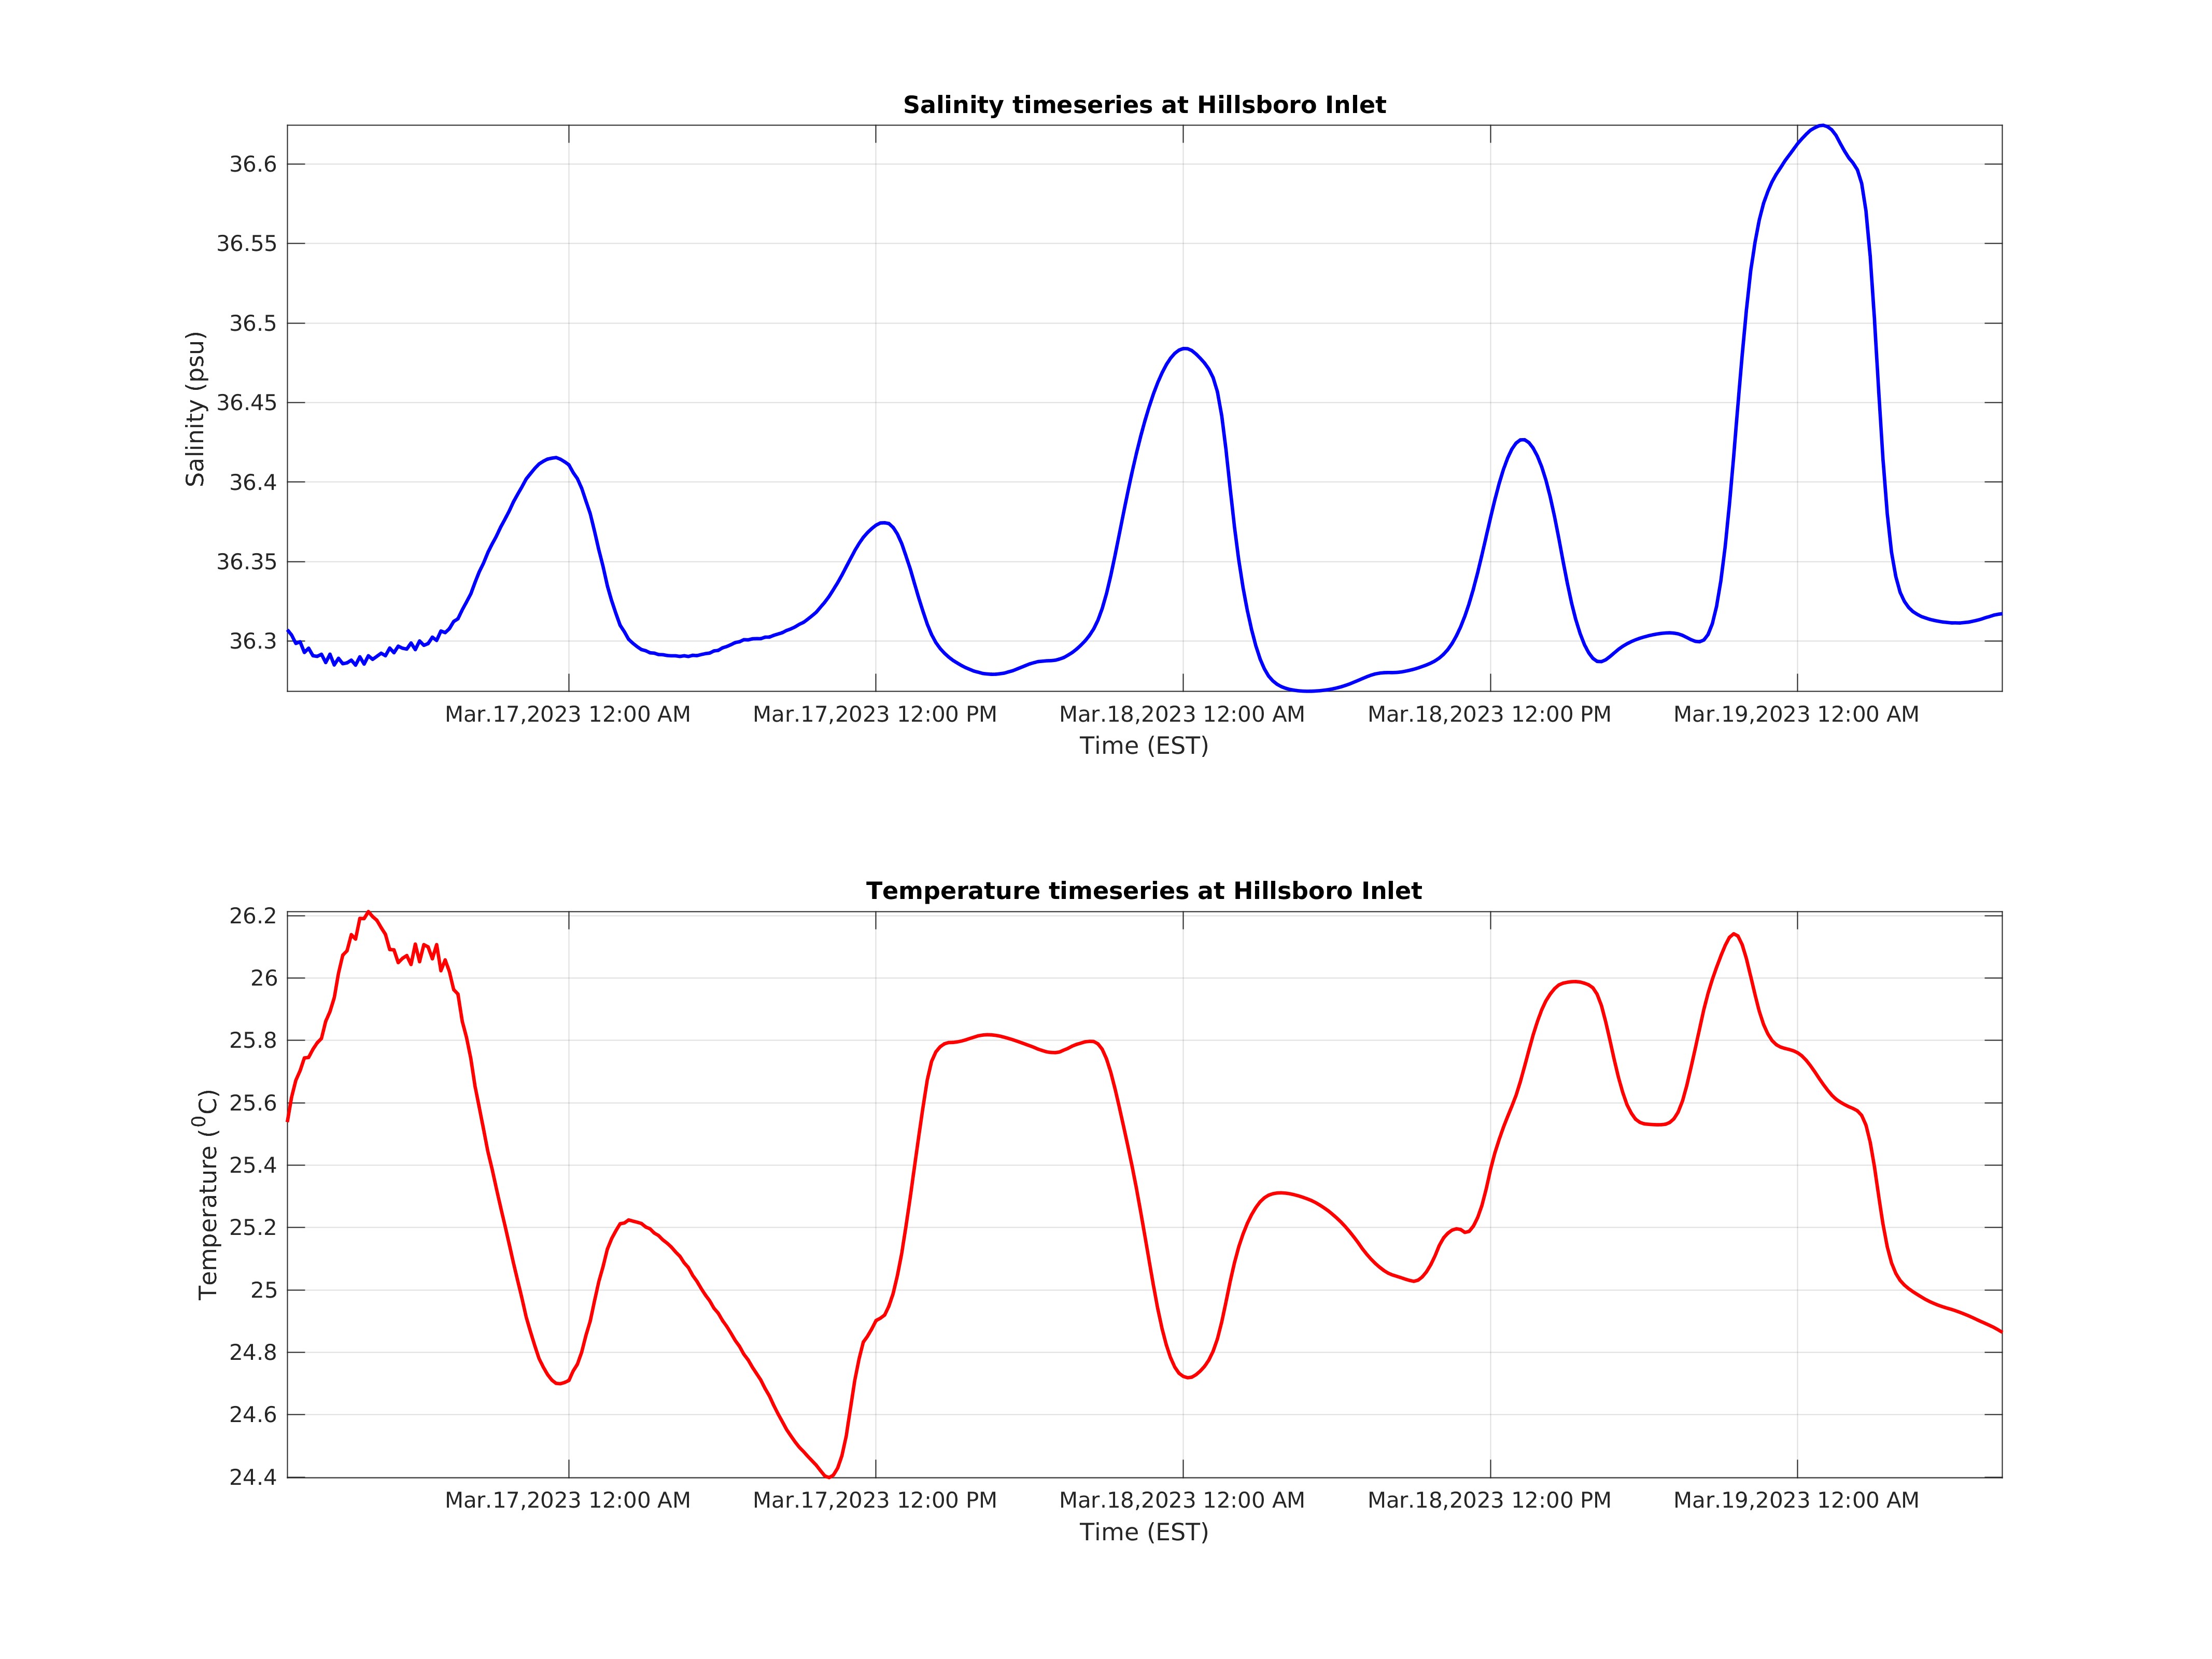 Salinity timeseries at Hillsboro Inlet
36.6
36.55
36.5
36.45
36.4
36.35
36.3
Salinity (psu)
Mar.17,2023 12:00 AM Mar.17,2023 12:00 PM Mar.18,2023 12:00 AM Mar.18,2023 12:00 PM Mar.19,2023 12:00 AM
Time (EST)
Temperature timeseries at Hillsboro Inlet
26.2
26
25.8
25.6
25.4
25.2
25
24.8
24.6
24.4
Temperature (⁰C)
Mar.17,2023 12:00 AM Mar.17,2023 12:00 PM Mar.18,2023 12:00 AM Mar.18,2023 12:00 PM Mar.19,2023 12:00 AM
Time (EST)